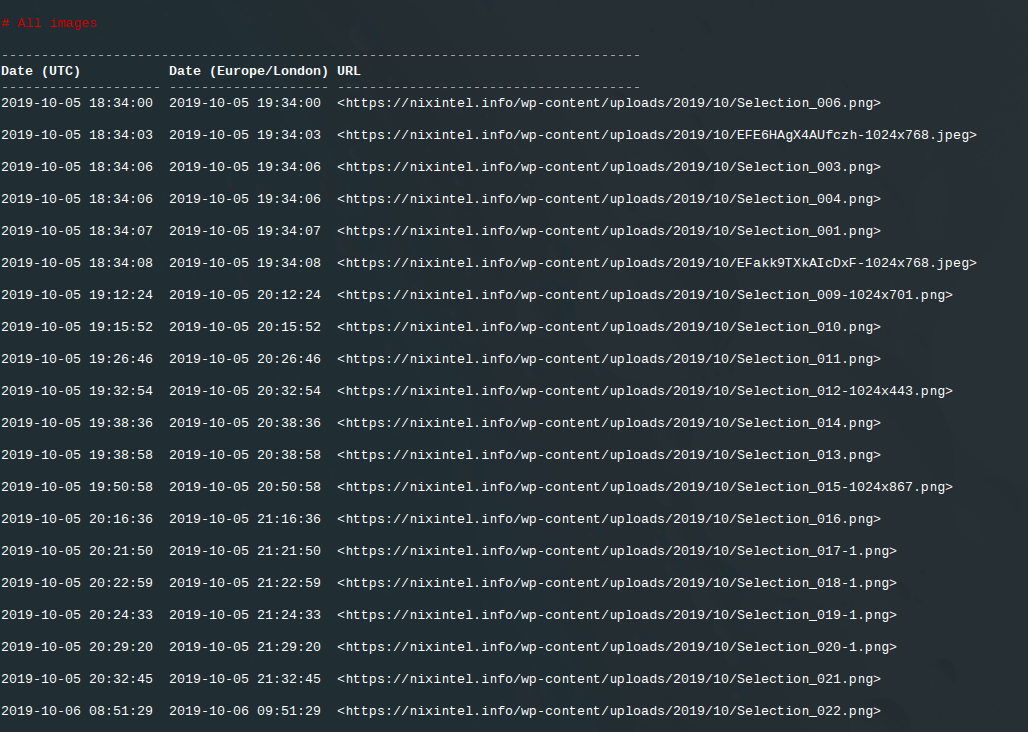 # All images
--------------------------------------------------------------------------------
Date (UTC) Date (Europe/London) URL
-------------------- -------------------- --------------------------------------
2019-10-05 18:34:00 2019-10-05 19:34:00 <https://nixintel.info/wp-content/uploads/2019/10/Selection_006.png>
2019-10-05 18:34:03 2019-10-05 19:34:03 <https://nixintel.info/wp-content/uploads/2019/10/EFE6HAgX4AUfczh-1024x768.jpeg>
2019-10-05 18:34:06 2019-10-05 19:34:06 <https://nixintel.info/wp-content/uploads/2019/10/Selection_003.png>
2019-10-05 18:34:06 2019-10-05 19:34:06 <https://nixintel.info/wp-content/uploads/2019/10/Selection_004.png>
2019-10-05 18:34:07 2019-10-05 19:34:07 <https://nixintel.info/wp-content/uploads/2019/10/Selection_001.png>
2019-10-05 18:34:08 2019-10-05 19:34:08 <https://nixintel.info/wp-content/uploads/2019/10/EFakk9TXkAIcDxF-1024x768.jpeg>
2019-10-05 19:12:24 2019-10-05 20:12:24 <https://nixintel.info/wp-content/uploads/2019/10/Selection_009-1024x701.png>
2019-10-05 19:15:52 2019-10-05 20:15:52 <https://nixintel.info/wp-content/uploads/2019/10/Selection_010.png>
2019-10-05 19:26:46 2019-10-05 20:26:46 <https://nixintel.info/wp-content/uploads/2019/10/Selection_011.png>
2019-10-05 19:32:54 2019-10-05 20:32:54 <https://nixintel.info/wp-content/uploads/2019/10/Selection_012-1024x443.png>
2019-10-05 19:38:36 2019-10-05 20:38:36 <https://nixintel.info/wp-content/uploads/2019/10/Selection_014.png>
2019-10-05 19:38:58 2019-10-05 20:38:58 <https://nixintel.info/wp-content/uploads/2019/10/Selection_013.png>
2019-10-05 19:50:58 2019-10-05 20:50:58 <https://nixintel.info/wp-content/uploads/2019/10/Selection_015-1024x867.png>
2019-10-05 20:16:36 2019-10-05 21:16:36 <https://nixintel.info/wp-content/uploads/2019/10/Selection_016.png>
2019-10-05 20:21:50 2019-10-05 21:21:50 <https://nixintel.info/wp-content/uploads/2019/10/Selection_017-1.png>
2019-10-05 20:22:59 2019-10-05 21:22:59 <https://nixintel.info/wp-content/uploads/2019/10/Selection_018-1.png>
2019-10-05 20:24:33 2019-10-05 21:24:33 <https://nixintel.info/wp-content/uploads/2019/10/Selection_019-1.png>
2019-10-05 20:29:20 2019-10-05 21:29:20 <https://nixintel.info/wp-content/uploads/2019/10/Selection_020-1.png>
2019-10-05 20:32:45 2019-10-05 21:32:45 <https://nixintel.info/wp-content/uploads/2019/10/Selection_021.png>
2019-10-06 08:51:29 2019-10-06 09:51:29 <https://nixintel.info/wp-content/uploads/2019/10/Selection_022.png>